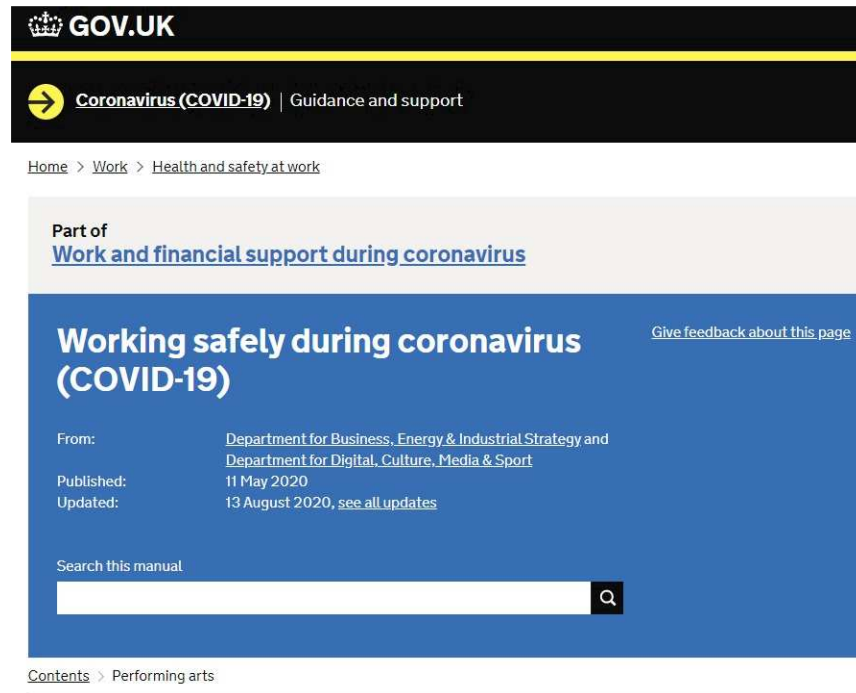 GOV.UK
Coronavirus (COVID-19) | Guidance and support
Home > Work > Health and safety at work
Part of
Work and financial support during coronavirus
Working safely during coronavirus
(COVID-19)
Give feedback about this page
From: Department for Business, Energy & Industrial Strategy and
Department for Digital, Culture, Media & Sport
Published: 11 May 2020
Updated: 13 August 2020, see all updates
Search this manual
Contents > Performing arts